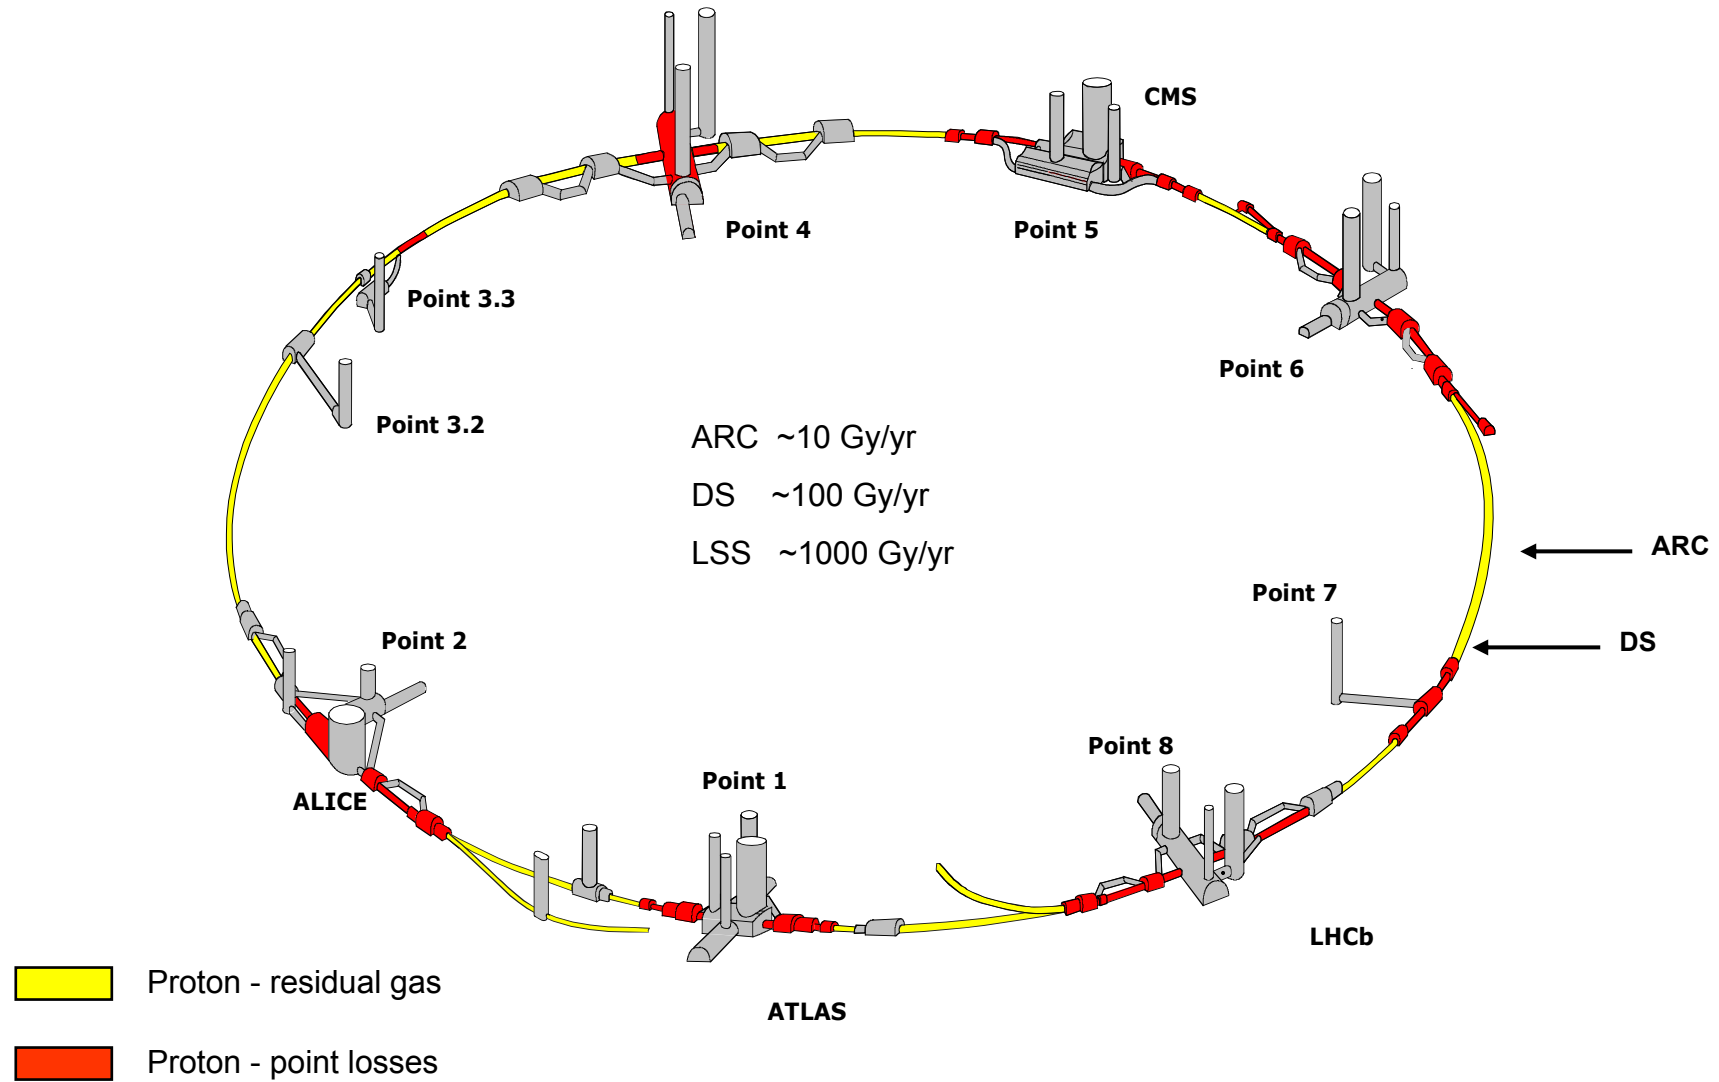 CMS
Point 4
Point 5
Point 3.3
Point 6
Point 3.2
ARC ~10 Gy/yr
DS ~100 Gy/yr
LSS ~1000 Gy/yr
ARC
Point 7
DS
Point 2
Point 8
Point 1
ALICE
LHCb
Proton - residual gas
ATLAS
Proton - point losses